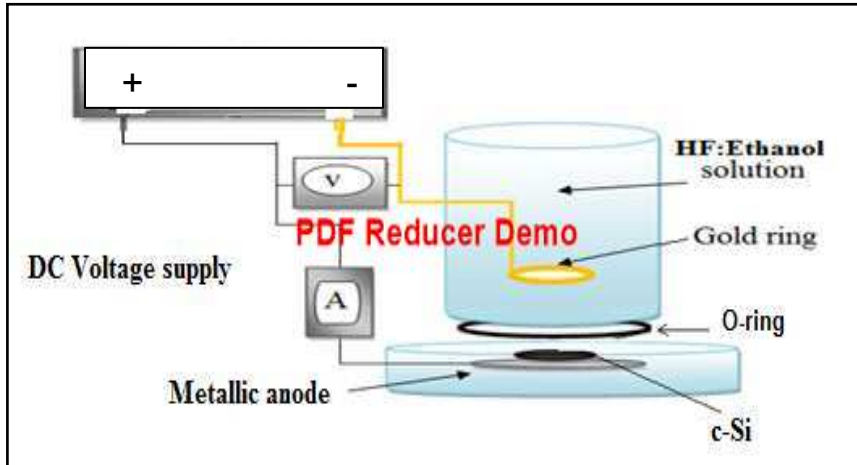 + -
HF:Ethanol
solution
V
PDF Reducer Demo
Gold ring
DC Voltage supply
A
O-ring
Metallic anode
c-Si